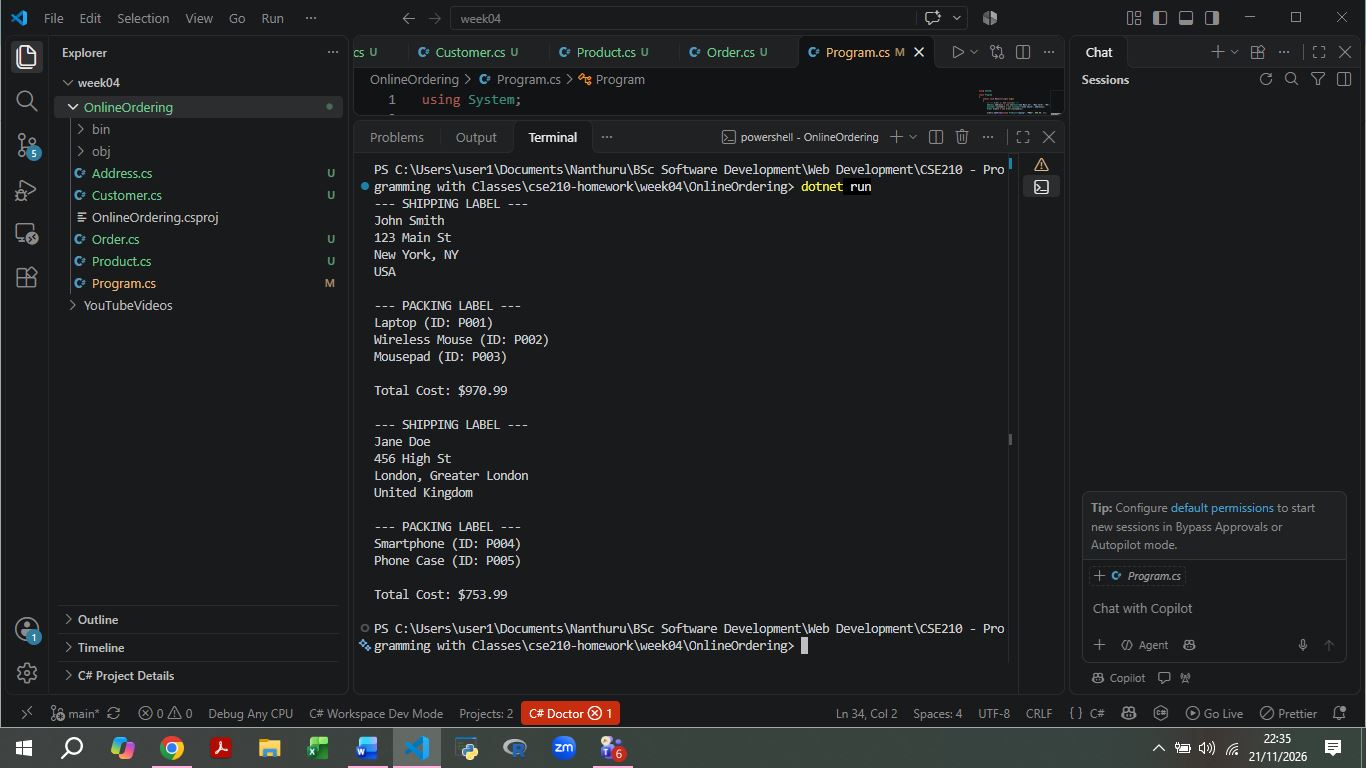 File Edit Selection View Go Run ···
week04
Explorer ···
week04
OnlineOrdering
bin
obj
Address.cs U
Customer.cs U
OnlineOrdering.csproj
Order.cs U
Product.cs U
Program.cs M
YouTubeVideos
Outline
Timeline
C# Project Details
5
1
cs U Customer.cs U Product.cs U Order.cs U Program.cs M
OnlineOrdering > Program.cs > Program
1 using System;
Problems Output Terminal ··· powershell - OnlineOrdering
PS C:\Users\user1\Documents\Nanthuru\BSc Software Development\Web Development\CSE210 - Pro
gramming with Classes\cse210-homework\week04\OnlineOrdering> dotnet run
--- SHIPPING LABEL ---
John Smith
123 Main St
New York, NY
USA
--- PACKING LABEL ---
Laptop (ID: P001)
Wireless Mouse (ID: P002)
Mousepad (ID: P003)
Total Cost: $970.99
--- SHIPPING LABEL ---
Jane Doe
456 High St
London, Greater London
United Kingdom
--- PACKING LABEL ---
Smartphone (ID: P004)
Phone Case (ID: P005)
Total Cost: $753.99
PS C:\Users\user1\Documents\Nanthuru\BSc Software Development\Web Development\CSE210 - Pro
gramming with Classes\cse210-homework\week04\OnlineOrdering>
Chat
Sessions
Tip: Configure default permissions to start
new sessions in Bypass Approvals or
Autopilot mode.
Program.cs
Chat with Copilot
Agent
Copilot
main* 0 0 Debug Any CPU C# Workspace Dev Mode Projects: 2 C# Doctor 1 Ln 34, Col 2 Spaces: 4 UTF-8 CRLF { } C# Go Live Prettier
zm
6
22:35
21/11/2026